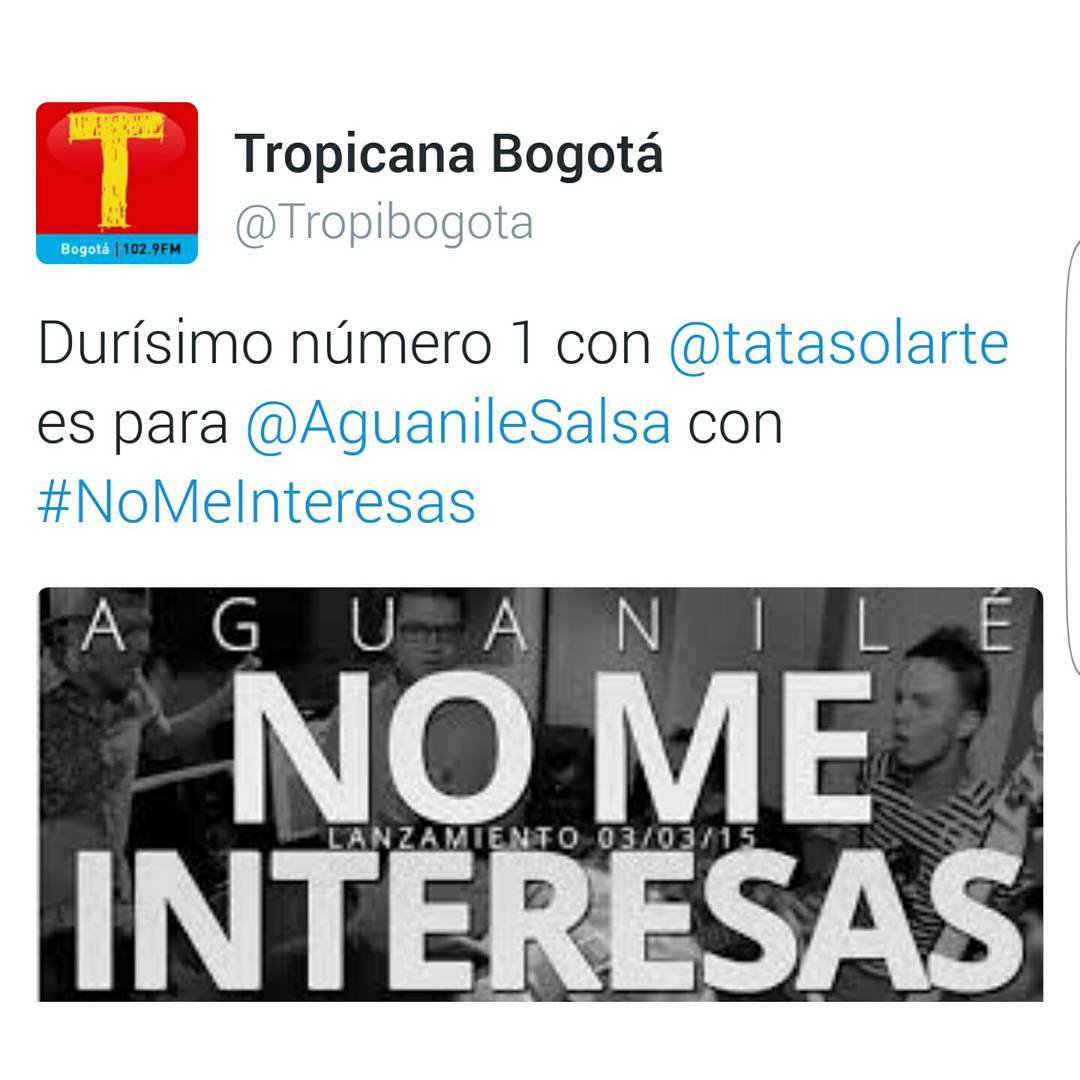 T
Bogotá | 102.9FM
Tropicana Bogotá
@Tropibogota
Durísimo número 1 con @tatasolarte
es para @AguanileSalsa con
#NoMeInteresas
AGUANILÉ
NO ME
LANZAMIENTO 03/03/15
INTERESAS